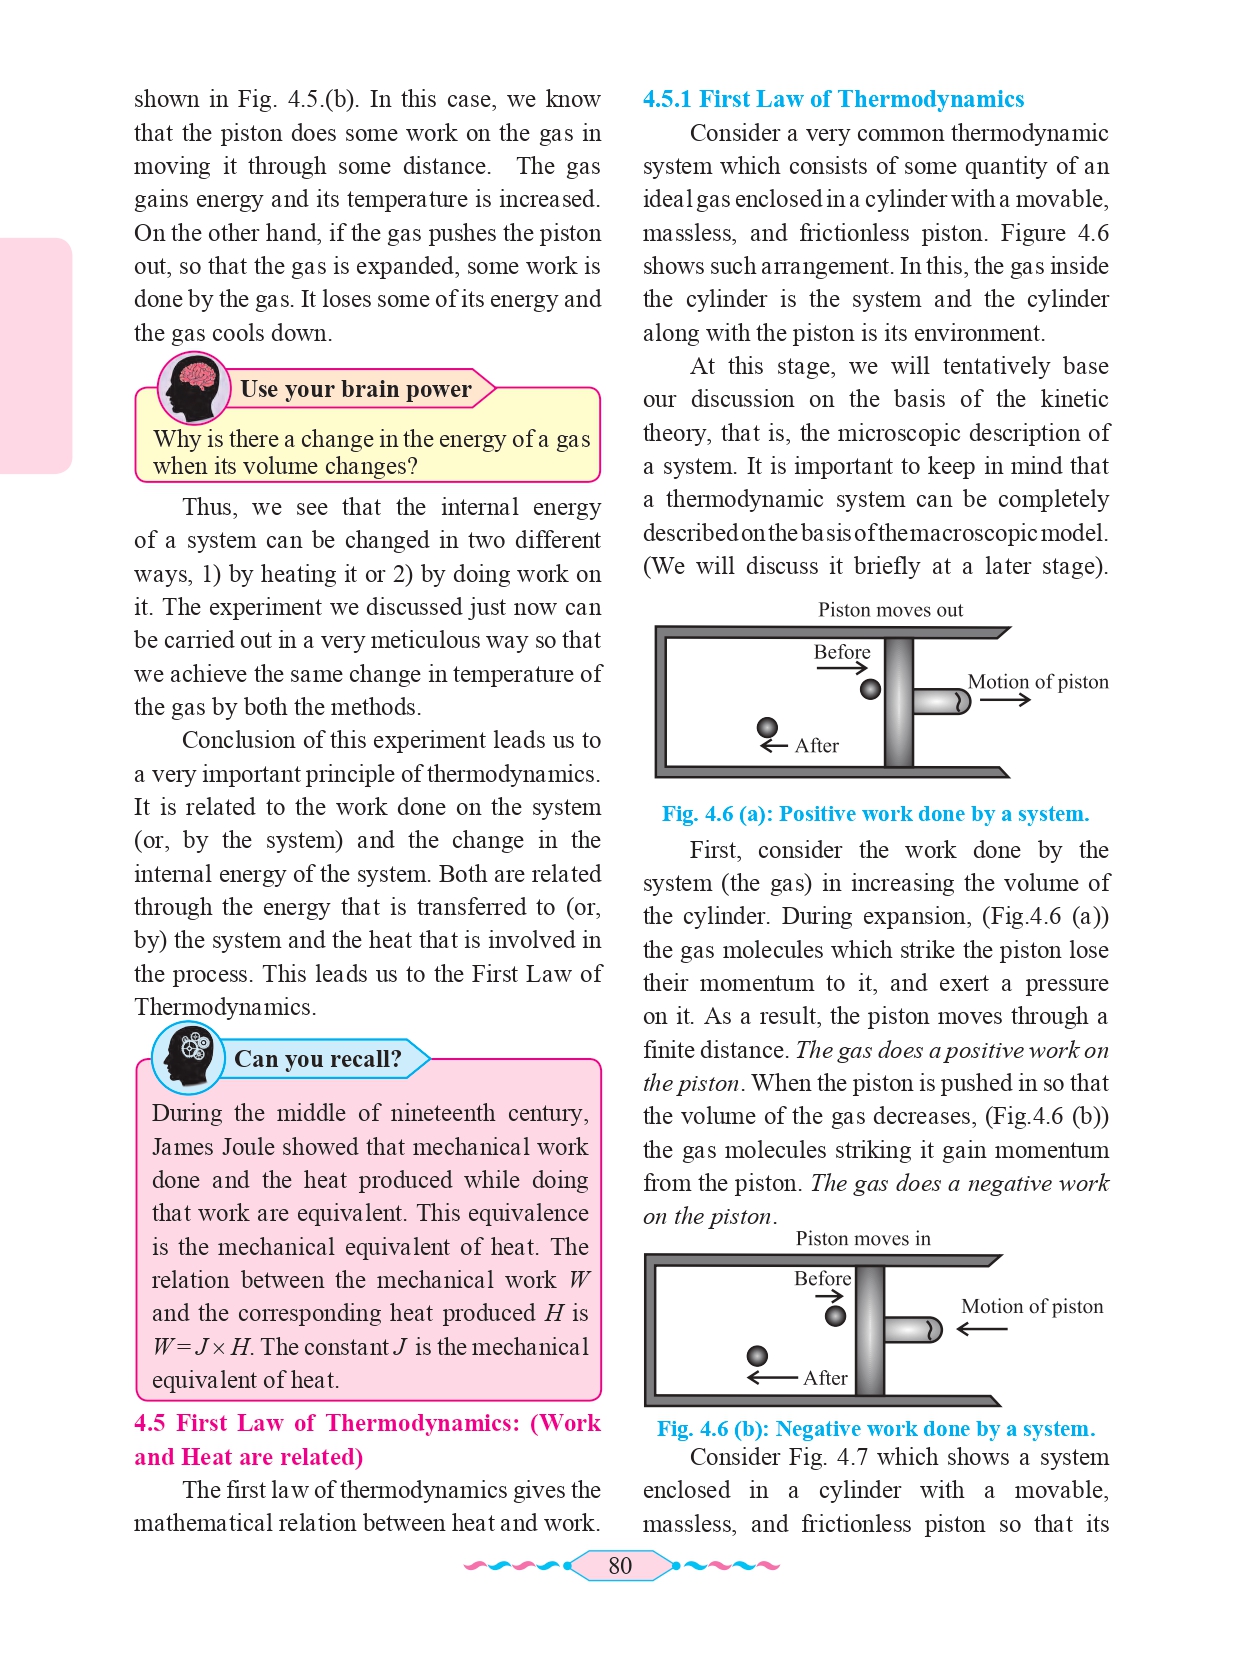 shown in Fig. 4.5.(b). In this case, we know
that the piston does some work on the gas in
moving it through some distance. The gas
gains energy and its temperature is increased.
On the other hand, if the gas pushes the piston
out, so that the gas is expanded, some work is
done by the gas. It loses some of its energy and
the gas cools down.
Use your brain power
Why is there a change in the energy of a gas
when its volume changes?
Thus, we see that the internal energy
of a system can be changed in two different
ways, 1) by heating it or 2) by doing work on
it. The experiment we discussed just now can
be carried out in a very meticulous way so that
we achieve the same change in temperature of
the gas by both the methods.
Conclusion of this experiment leads us to
a very important principle of thermodynamics.
It is related to the work done on the system
(or, by the system) and the change in the
internal energy of the system. Both are related
through the energy that is transferred to (or,
by) the system and the heat that is involved in
the process. This leads us to the First Law of
Thermodynamics.
Can you recall?
During the middle of nineteenth century,
James Joule showed that mechanical work
done and the heat produced while doing
that work are equivalent. This equivalence
is the mechanical equivalent of heat. The
relation between the mechanical work W
and the corresponding heat produced H is
W = J × H. The constant J is the mechanical
equivalent of heat.
4.5 First Law of Thermodynamics: (Work
and Heat are related)
The first law of thermodynamics gives the
mathematical relation between heat and work.
4.5.1 First Law of Thermodynamics
Consider a very common thermodynamic
system which consists of some quantity of an
ideal gas enclosed in a cylinder with a movable,
massless, and frictionless piston. Figure 4.6
shows such arrangement. In this, the gas inside
the cylinder is the system and the cylinder
along with the piston is its environment.
At this stage, we will tentatively base
our discussion on the basis of the kinetic
theory, that is, the microscopic description of
a system. It is important to keep in mind that
a thermodynamic system can be completely
described on the basis of the macroscopic model.
(We will discuss it briefly at a later stage).
Piston moves out
Before
Motion of piston
After
Fig. 4.6 (a): Positive work done by a system.
First, consider the work done by the
system (the gas) in increasing the volume of
the cylinder. During expansion, (Fig.4.6 (a))
the gas molecules which strike the piston lose
their momentum to it, and exert a pressure
on it. As a result, the piston moves through a
finite distance. The gas does a positive work on
the piston. When the piston is pushed in so that
the volume of the gas decreases, (Fig.4.6 (b))
the gas molecules striking it gain momentum
from the piston. The gas does a negative work
on the piston.
Piston moves in
Before
Motion of piston
After
Fig. 4.6 (b): Negative work done by a system.
Consider Fig. 4.7 which shows a system
enclosed in a cylinder with a movable,
massless, and frictionless piston so that its
80